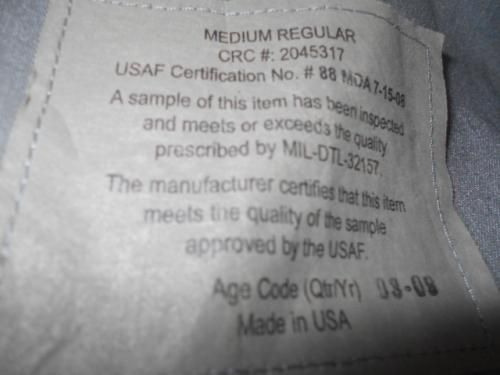 MEDIUM REGULAR
CRC #: 2045317
USAF Certification No. # 88 MOA 7-15-08
A sample of this item has been inspected
and meets or exceeds the quality
prescribed by MIL-DTL-32157.
The manufacturer certifies that this item
meets the quality of the sample
approved by the USAF.
Age Code (Qtr/Yr) 03-08
Made in USA